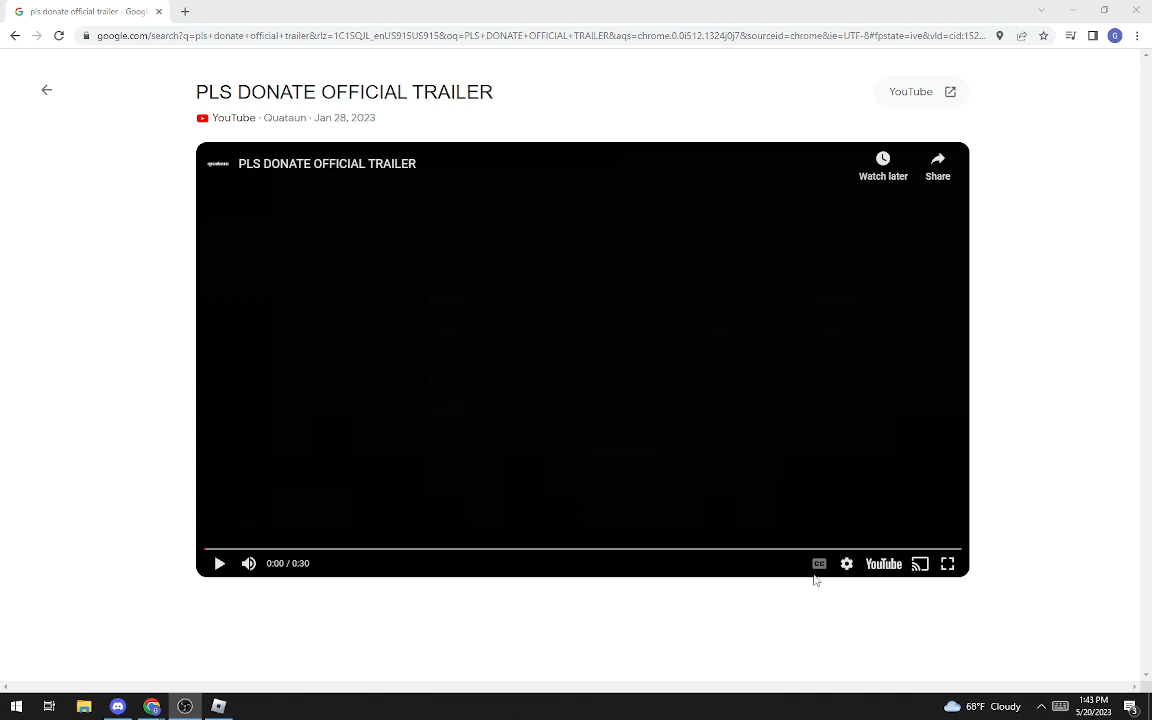 pls donate official trailer - Googl
google.com/search?q=pls+donate+official+trailer&rlz=1C1SQJL_enUS915US915&oq=PLS+DONATE+OFFICIAL+TRAILER&aqs=chrome.0.0i512.1324j0j7&sourceid=chrome&ie=UTF-8#fpstate=ive&vld=cid:152...
G
PLS DONATE OFFICIAL TRAILER
YouTube
YouTube · Quataun · Jan 28, 2023
quataun PLS DONATE OFFICIAL TRAILER
Watch later
Share
0:00 / 0:30
CC
YouTube
68°F Cloudy
1:43 PM
5/20/2023
3